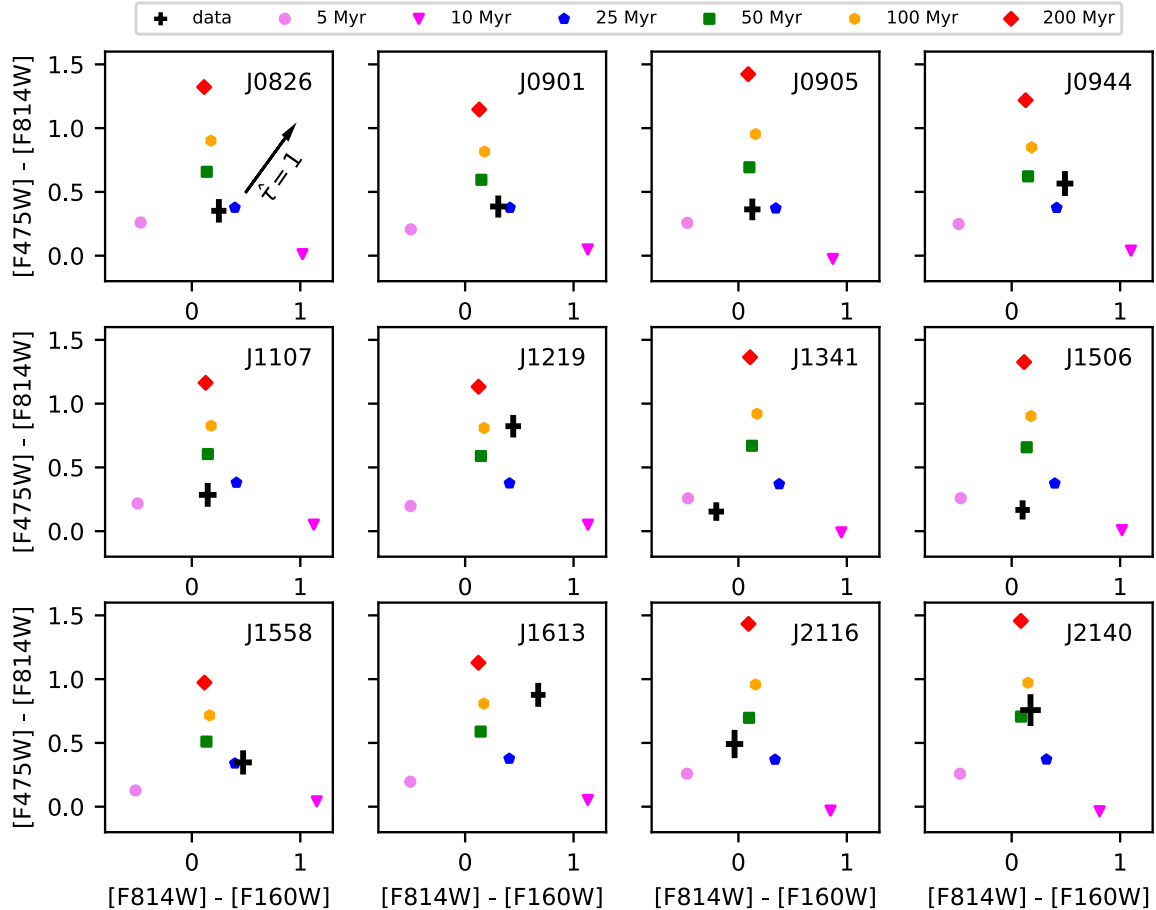 data 5 Myr 10 Myr 25 Myr 50 Myr 100 Myr 200 Myr
J0826 J0901 J0905 J0944
τ̂ = 1
1.5
1.0
0.5
0.0
[F475W] - [F814W]
0 1 0 1 0 1 0 1
J1107 J1219 J1341 J1506
1.5
1.0
0.5
0.0
[F475W] - [F814W]
0 1 0 1 0 1 0 1
J1558 J1613 J2116 J2140
1.5
1.0
0.5
0.0
[F475W] - [F814W]
0 1 0 1 0 1 0 1
[F814W] - [F160W] [F814W] - [F160W] [F814W] - [F160W] [F814W] - [F160W]